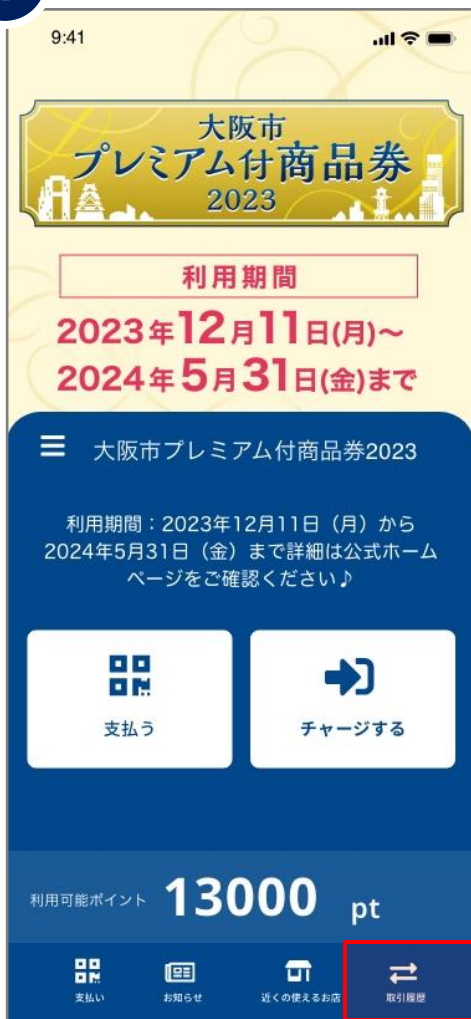 9:41
大阪市
プレミアム付商品券
2023
利用期間
2023年12月11日(月)～
2024年5月31日(金)まで
大阪市プレミアム付商品券2023
利用期間：2023年12月11日（月）から
2024年5月31日（金）まで詳細は公式ホーム
ページをご確認ください♪
支払う
チャージする
利用可能ポイント 13000 pt
支払い
お知らせ
近くの使えるお店
取引履歴